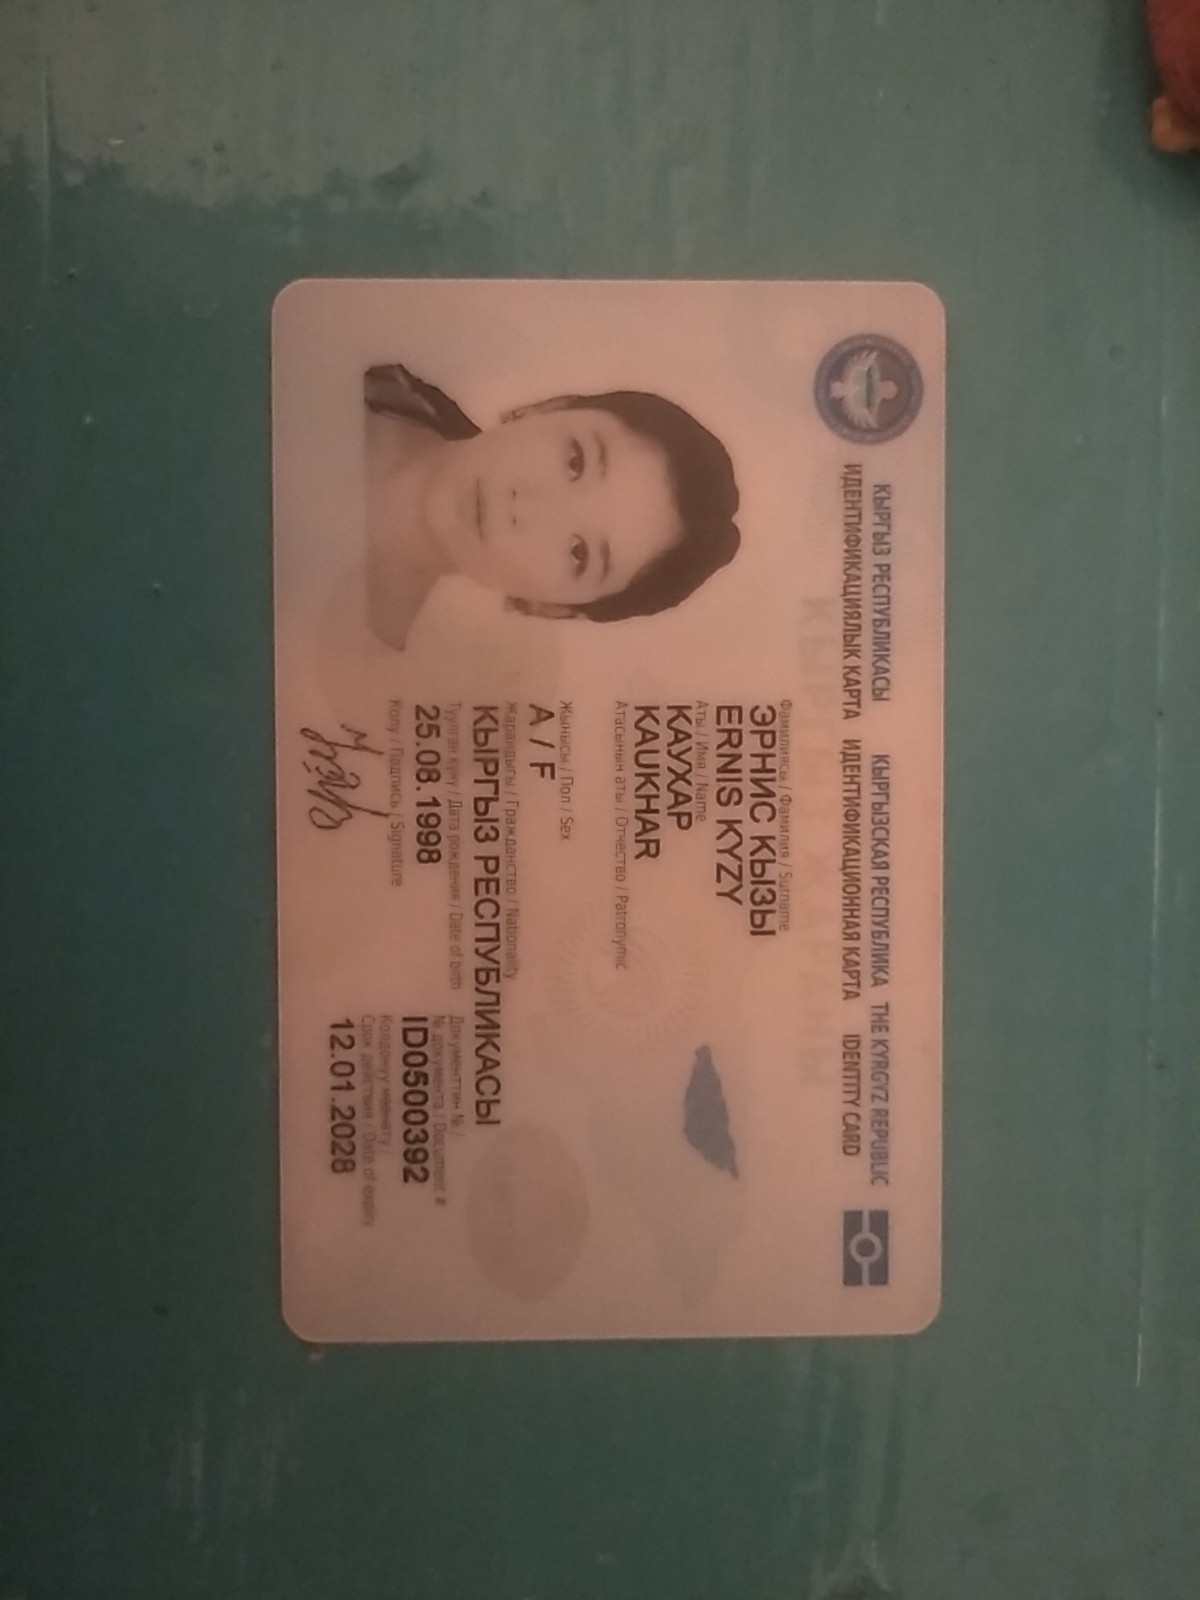 КЫРГЫЗ РЕСПУБЛИКАСЫ КЫРГЫЗСКАЯ РЕСПУБЛИКА THE KYRGYZ REPUBLIC
ИДЕНТИФИКАЦИЯЛЫК КАРТА ИДЕНТИФИКАЦИОННАЯ КАРТА IDENTITY CARD
Фамилиясы / Фамилия / Surname
ЭРНИС КЫЗЫ
ERNIS KYZY
Аты / Имя / Name
КАУХАР
KAUKHAR
Атасынын аты / Отчество / Patronymic
Жынысы / Пол / Sex
А / F
Жарандыгы / Гражданство / Nationality
КЫРГЫЗ РЕСПУБЛИКАСЫ
Туулган күнү / Дата рождения / Date of birth
25.08.1998
Документтин № /
№ документа / Document #
ID0500392
Колу / Подпись / Signature
Колдонуу мөөнөтү /
Срок действия / Date of expiry
12.01.2028